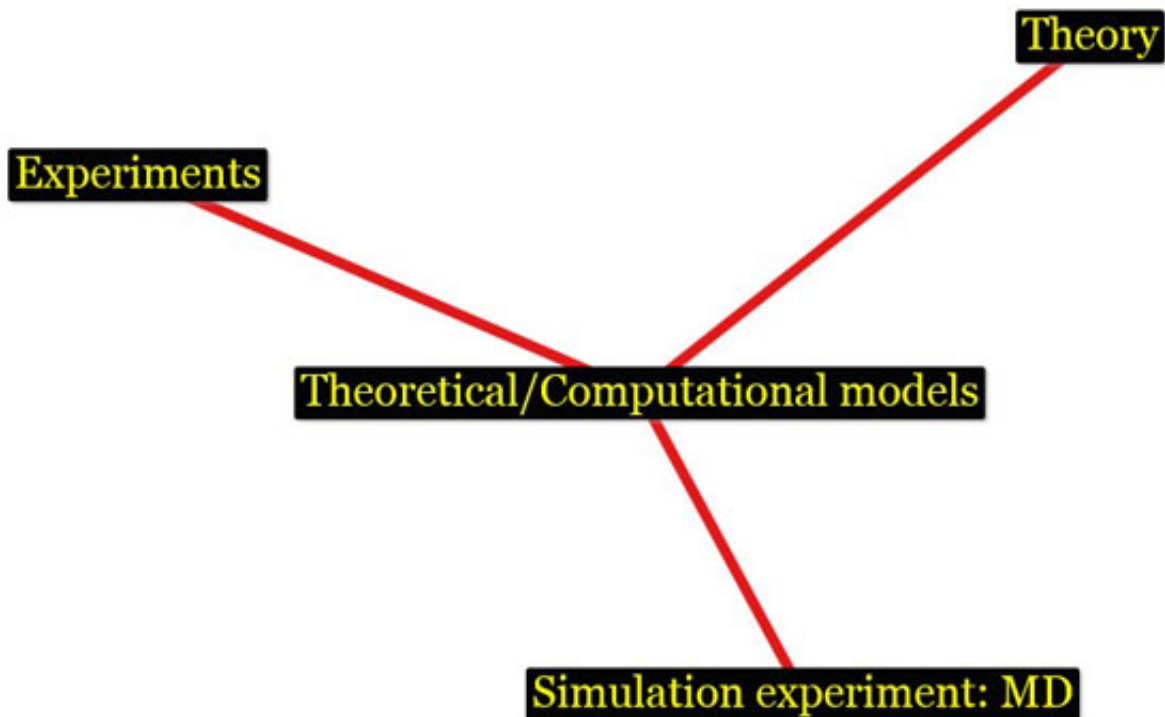 Theory
Experiments
Theoretical/Computational models
Simulation experiment: MD